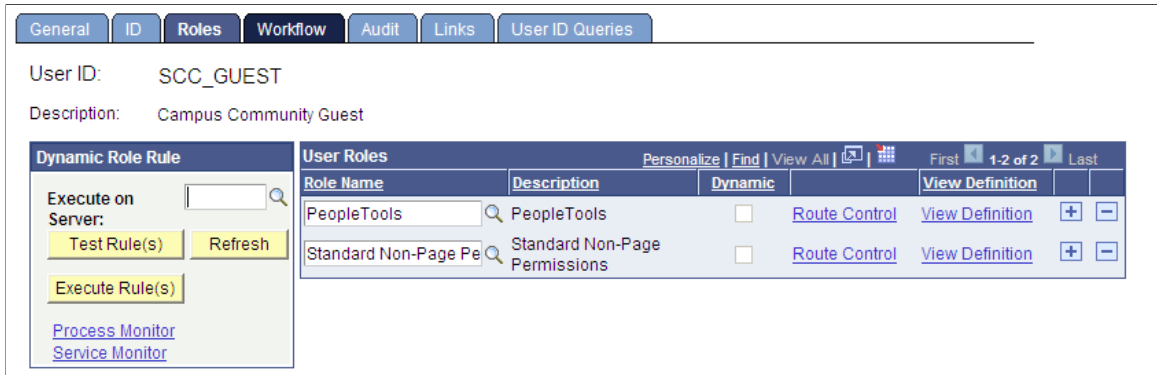 General ID Roles Workflow Audit Links User ID Queries
User ID: SCC_GUEST
Description: Campus Community Guest
Dynamic Role Rule
Execute on
Server:
Test Rule(s) Refresh
Execute Rule(s)
Process Monitor
Service Monitor
User Roles Personalize | Find | View All | | First 1-2 of 2 Last
Role Name Description Dynamic View Definition
PeopleTools PeopleTools Route Control View Definition + −
Standard Non-Page Pe Standard Non-Page Permissions Route Control View Definition + −